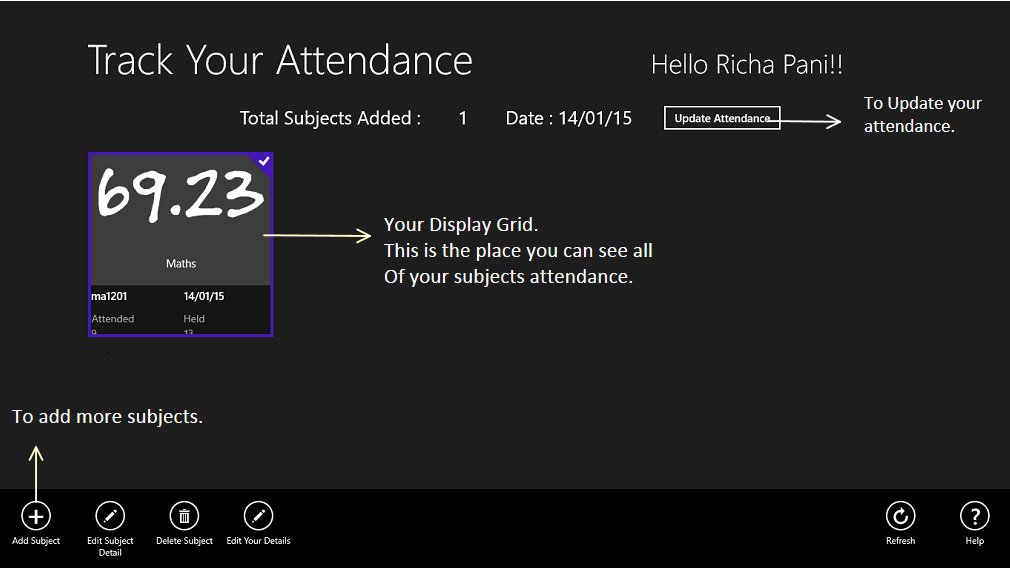 Track Your Attendance
Hello Richa Pani!!
Total Subjects Added : 1 Date : 14/01/15 Update Attendance
To Update your
attendance.
69.23
Maths
ma1201 14/01/15
Attended Held
9 13
Your Display Grid.
This is the place you can see all
Of your subjects attendance.
To add more subjects.
Add Subject
Edit Subject
Detail
Delete Subject
Edit Your Details
Refresh
Help